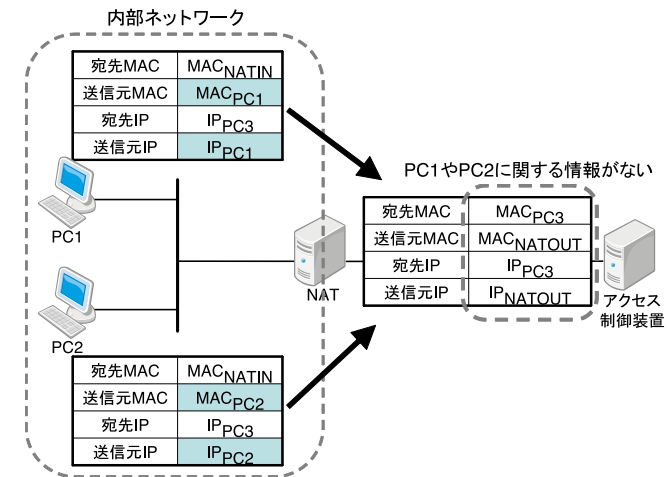 内部ネットワーク
宛先MAC MACNATIN
送信元MAC MACPC1
宛先IP IPPC3
送信元IP IPPC1
PC1
PC2
宛先MAC MACNATIN
送信元MAC MACPC2
宛先IP IPPC3
送信元IP IPPC2
NAT
PC1やPC2に関する情報がない
宛先MAC MACPC3
送信元MAC MACNATOUT
宛先IP IPPC3
送信元IP IPNATOUT
アクセス
制御装置